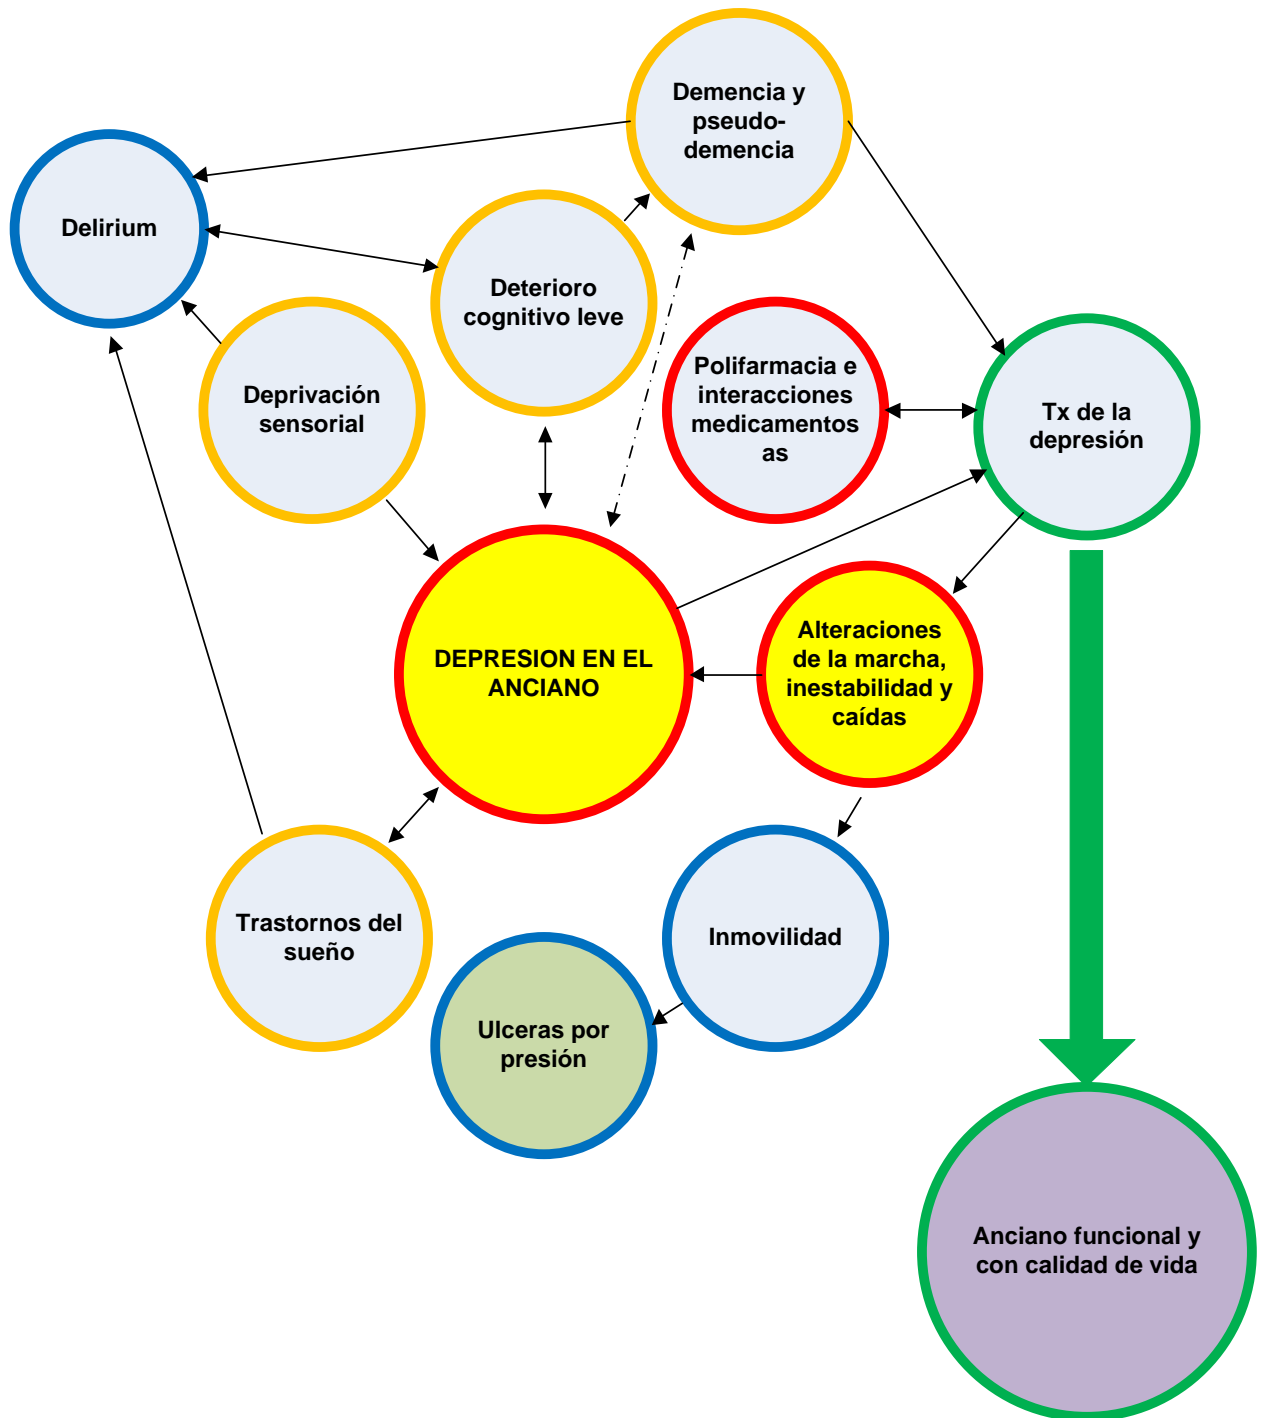 Demencia y
pseudo-
demencia
Delirium
Deterioro
cognitivo leve
Deprivación
sensorial
Polifarmacia e
interacciones
medicamentos
as
Tx de la
depresión
DEPRESION EN EL
ANCIANO
Alteraciones
de la marcha,
inestabilidad y
caídas
Trastornos del
sueño
Inmovilidad
Ulceras por
presión
Anciano funcional y
con calidad de vida